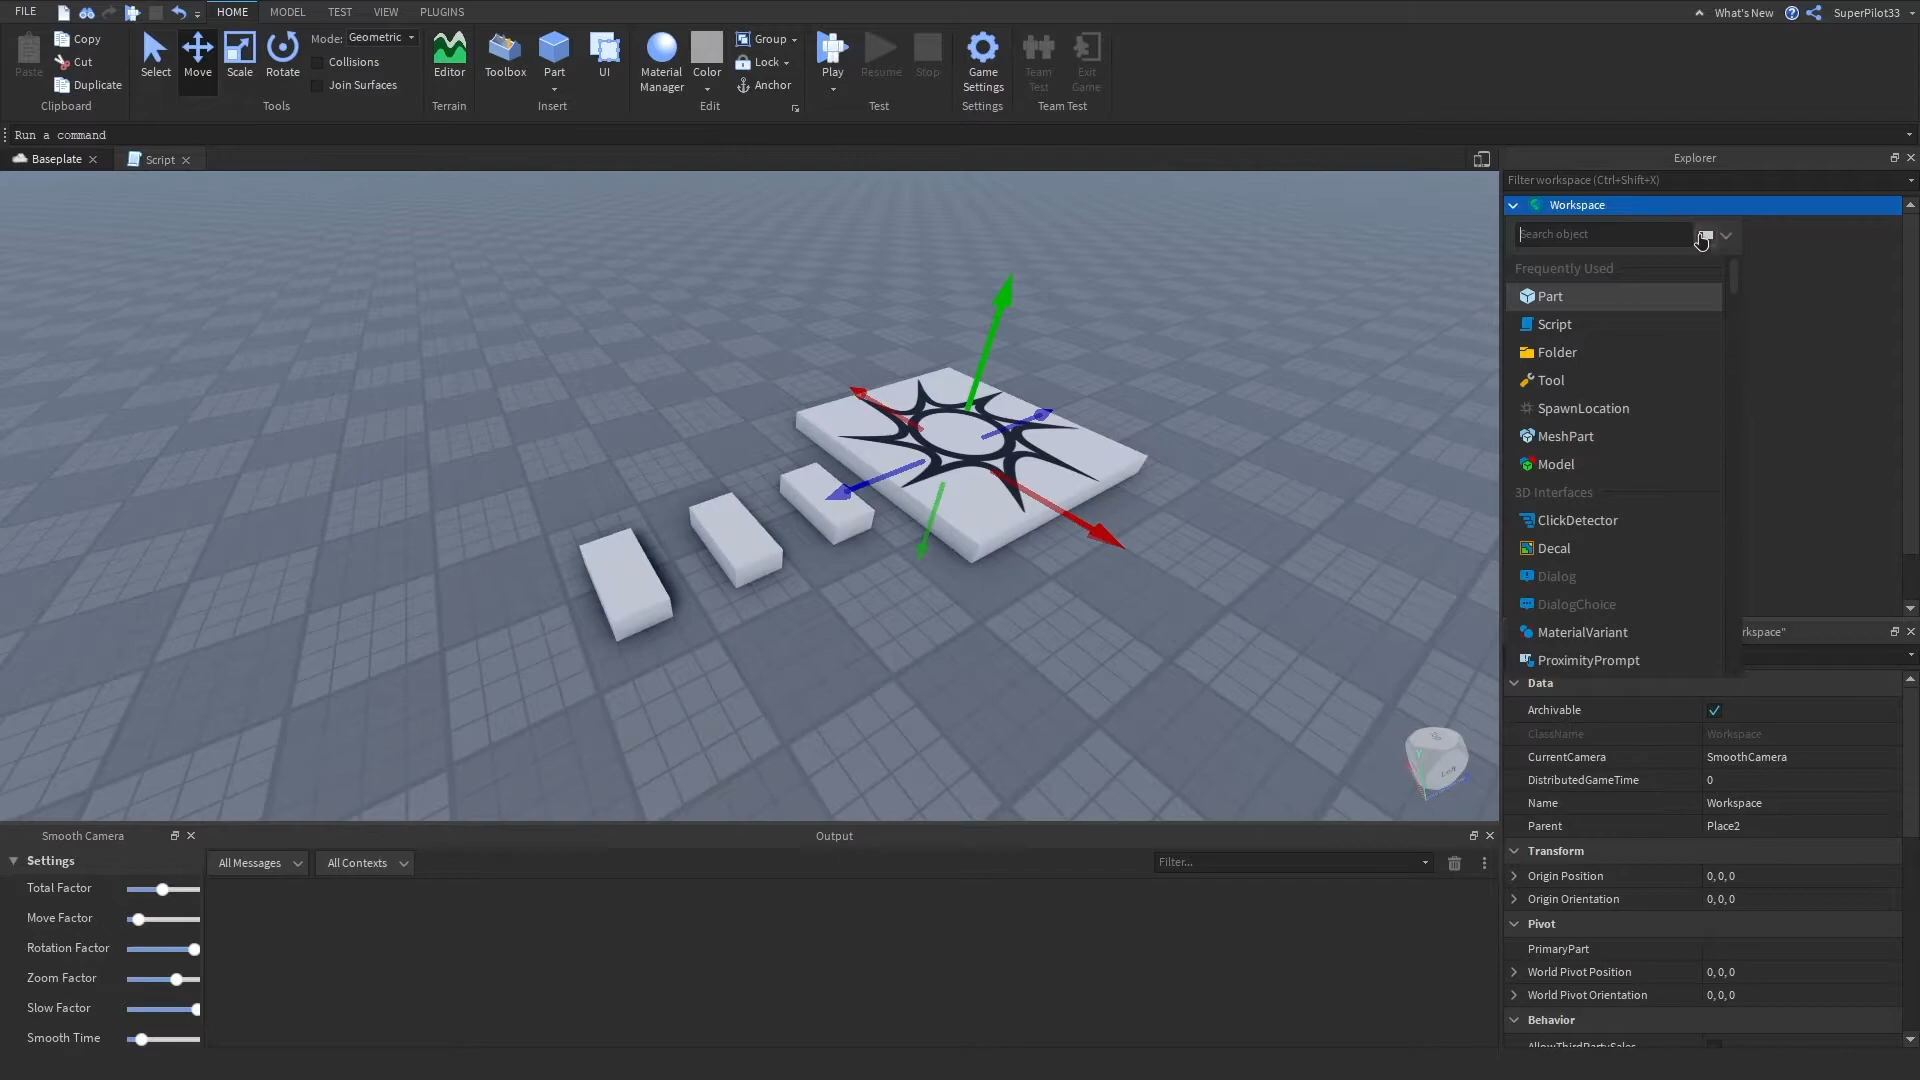 FILE HOME MODEL TEST VIEW PLUGINS What's New SuperPilot33
Copy
Cut
Duplicate
Paste
Clipboard
Select Move Scale Rotate
Mode: Geometric
Collisions
Join Surfaces
Tools
Editor
Terrain
Toolbox Part UI
Insert
Material Manager
Color
Group
Lock
Anchor
Edit
Play Resume Stop
Test
Game Settings
Settings
Team Test
Exit Game
Team Test
Run a command
Baseplate Script
Explorer
Filter workspace (Ctrl+Shift+X)
Workspace
Search object
Frequently Used
Part
Script
Folder
Tool
SpawnLocation
MeshPart
Model
3D Interfaces
ClickDetector
Decal
Dialog
DialogChoice
MaterialVariant
ProximityPrompt
rkspace"
Data
Archivable
ClassName Workspace
CurrentCamera SmoothCamera
DistributedGameTime 0
Name Workspace
Parent Place2
Transform
Origin Position 0, 0, 0
Origin Orientation 0, 0, 0
Pivot
PrimaryPart
World Pivot Position 0, 0, 0
World Pivot Orientation 0, 0, 0
Behavior
AllowThirdPartySales
Y
Left
Smooth Camera
Settings
Total Factor
Move Factor
Rotation Factor
Zoom Factor
Slow Factor
Smooth Time
Output
All Messages All Contexts Filter...